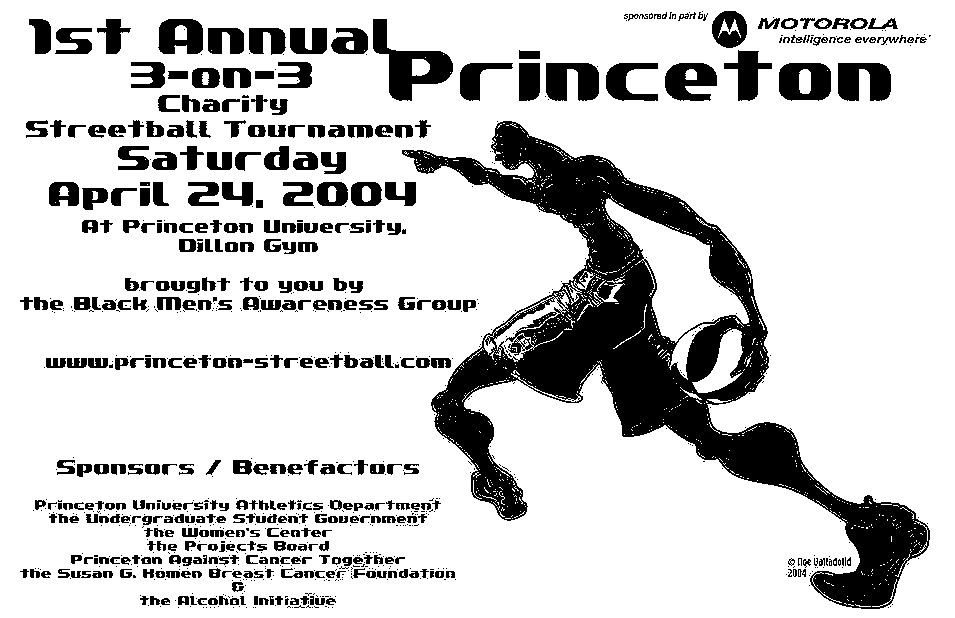 sponsored in part by
MOTOROLA
intelligence everywhere
1st Annual
Princeton
3-on-3
Charity
Streetball Tournament
Saturday
April 24, 2004
At Princeton University,
Dillon Gym
brought to you by
the Black Men's Awareness Group
www.princeton-streetball.com
Sponsors / Benefactors
Princeton University Athletics Department
the Undergraduate Student Government
the Women's Center
the Projects Board
Princeton Against Cancer Together
the Susan G. Komen Breast Cancer Foundation
&
the Alcohol Initiative
© Noe Valladolid
2004